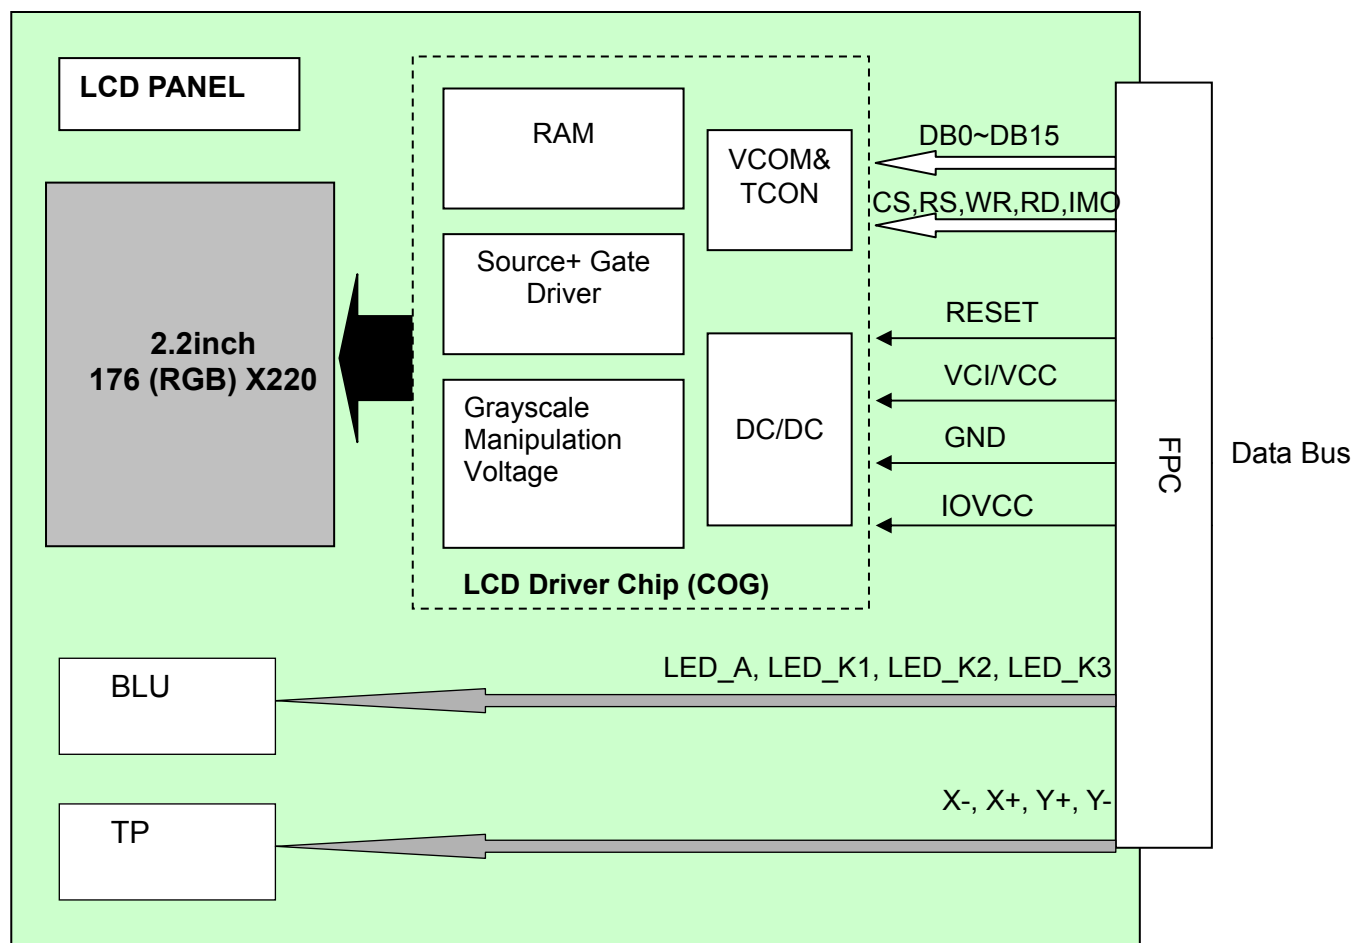 LCD PANEL
RAM
VCOM&
TCON
DB0~DB15
CS,RS,WR,RD,IMO
Source+ Gate
Driver
2.2inch
176 (RGB) X220
Grayscale
Manipulation
Voltage
DC/DC
RESET
VCI/VCC
GND
IOVCC
FPC
Data Bus
LCD Driver Chip (COG)
BLU
LED_A, LED_K1, LED_K2, LED_K3
TP
X-, X+, Y+, Y-